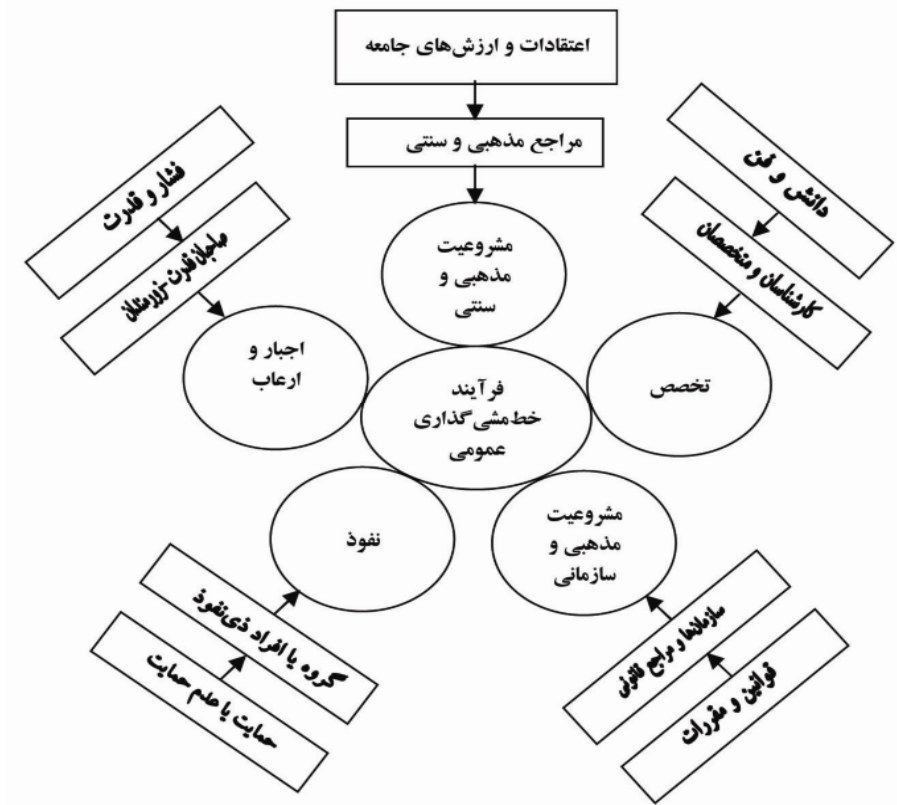 اعتقادات و ارزش‌های جامعه
مراجع مذهبی و سنتی
مشروعیت
مذهبی و
سنتی
دانش و فن
کارشناسان و متخصصان
تخصص
فشار و قدرت
صاحبان قدرت-زورمندان
اجبار و
ارعاب
فرآیند
خط‌مشی‌گذاری
عمومی
مشروعیت
مذهبی و
سازمانی
سازمان‌ها و مراجع قانونی
قوانین و مقررات
نفوذ
گروه یا افراد ذی‌نفوذ
حمایت یا عدم حمایت